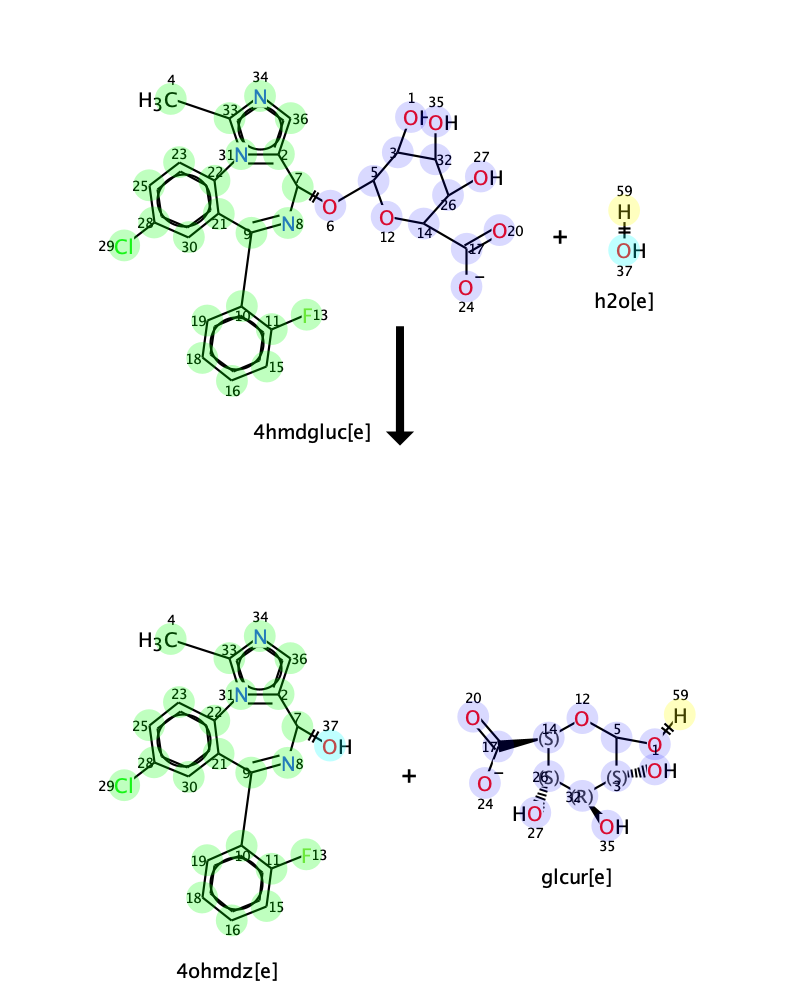 4
H3C
34
N
33
36
31
N
2
23
22
25
7
21
28
29
Cl
30
9
N
8
O
6
10
11
F
13
19
18
15
16
1
OH
35
OH
3
32
27
OH
5
26
O
12
14
17
O
20
O−
24
+
59
H
OH
37
h2o[e]
4hmdgluc[e]
4
H3C
34
N
33
36
31
N
2
23
22
25
7
37
OH
21
28
29
Cl
30
9
N
8
10
11
F
13
19
18
15
16
+
20
O
12
O
59
H
14
(S)
5
17
O
1
OH
O−
24
(S)
(S)
3
(R)
32
HO
27
OH
35
glcur[e]
4ohmdz[e]